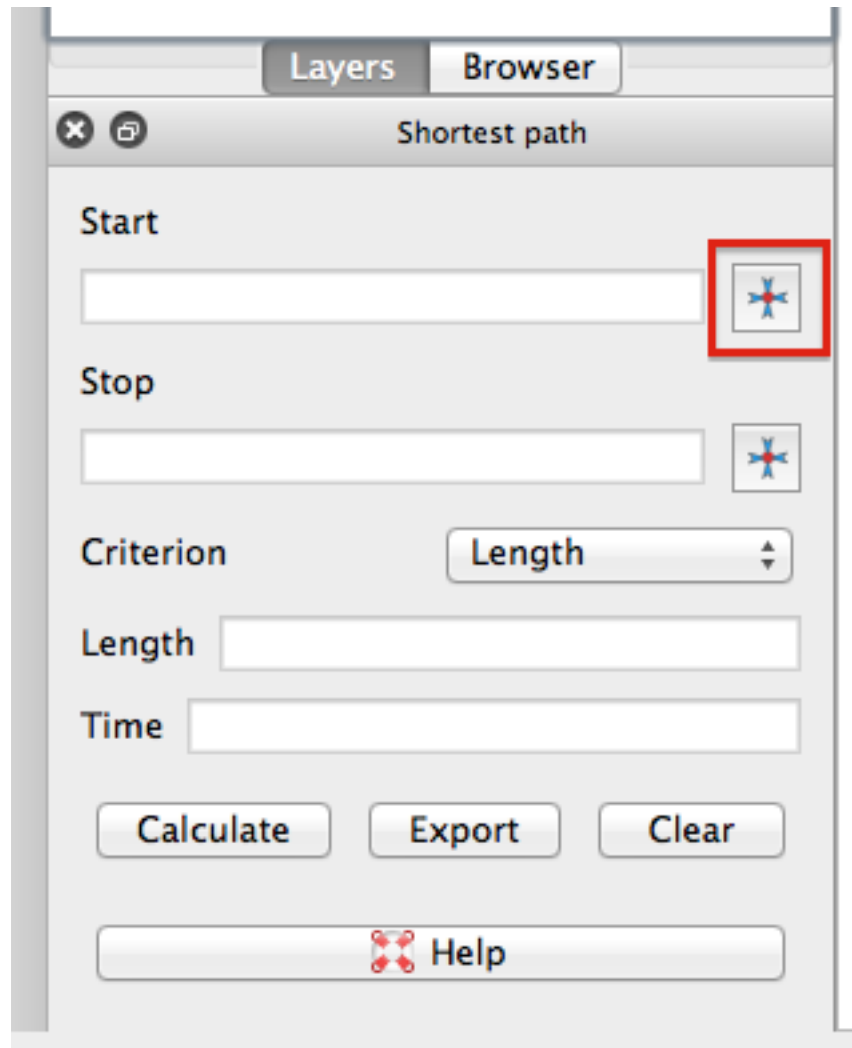 Layers Browser
Shortest path
Start
Stop
Criterion Length
Length
Time
Calculate Export Clear
Help